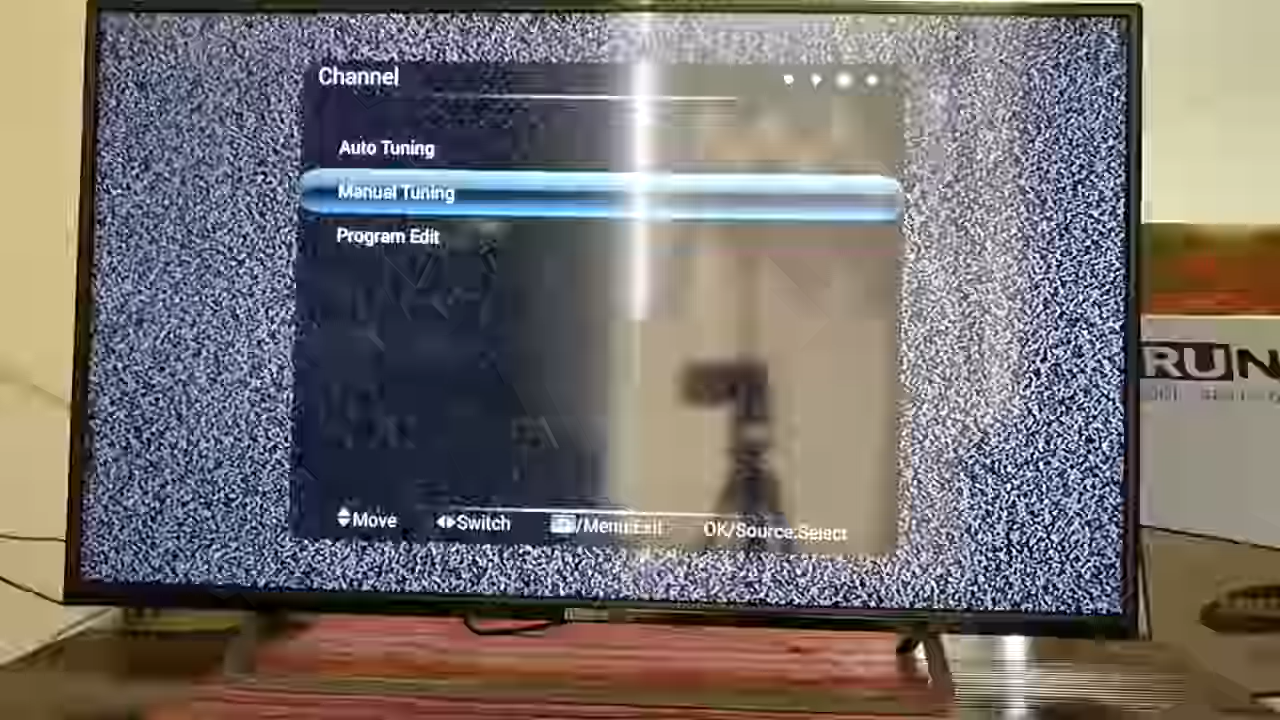 Channel
Auto Tuning
Manual Tuning
Program Edit
Move Switch /Menu:Exit OK/Source:Select
RUN